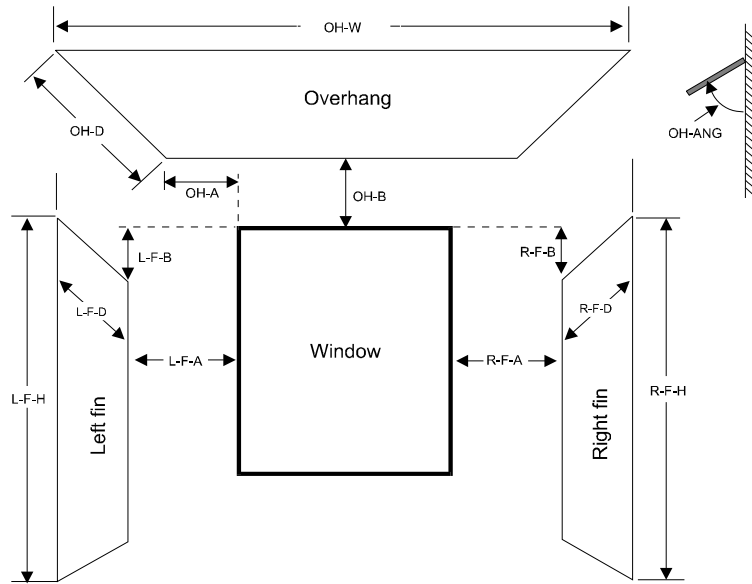 OH-W
Overhang
OH-D
OH-ANG
OH-A
OH-B
L-F-B
R-F-B
L-F-D
R-F-D
Window
L-F-A
R-F-A
L-F-H
R-F-H
Left fin
Right fin